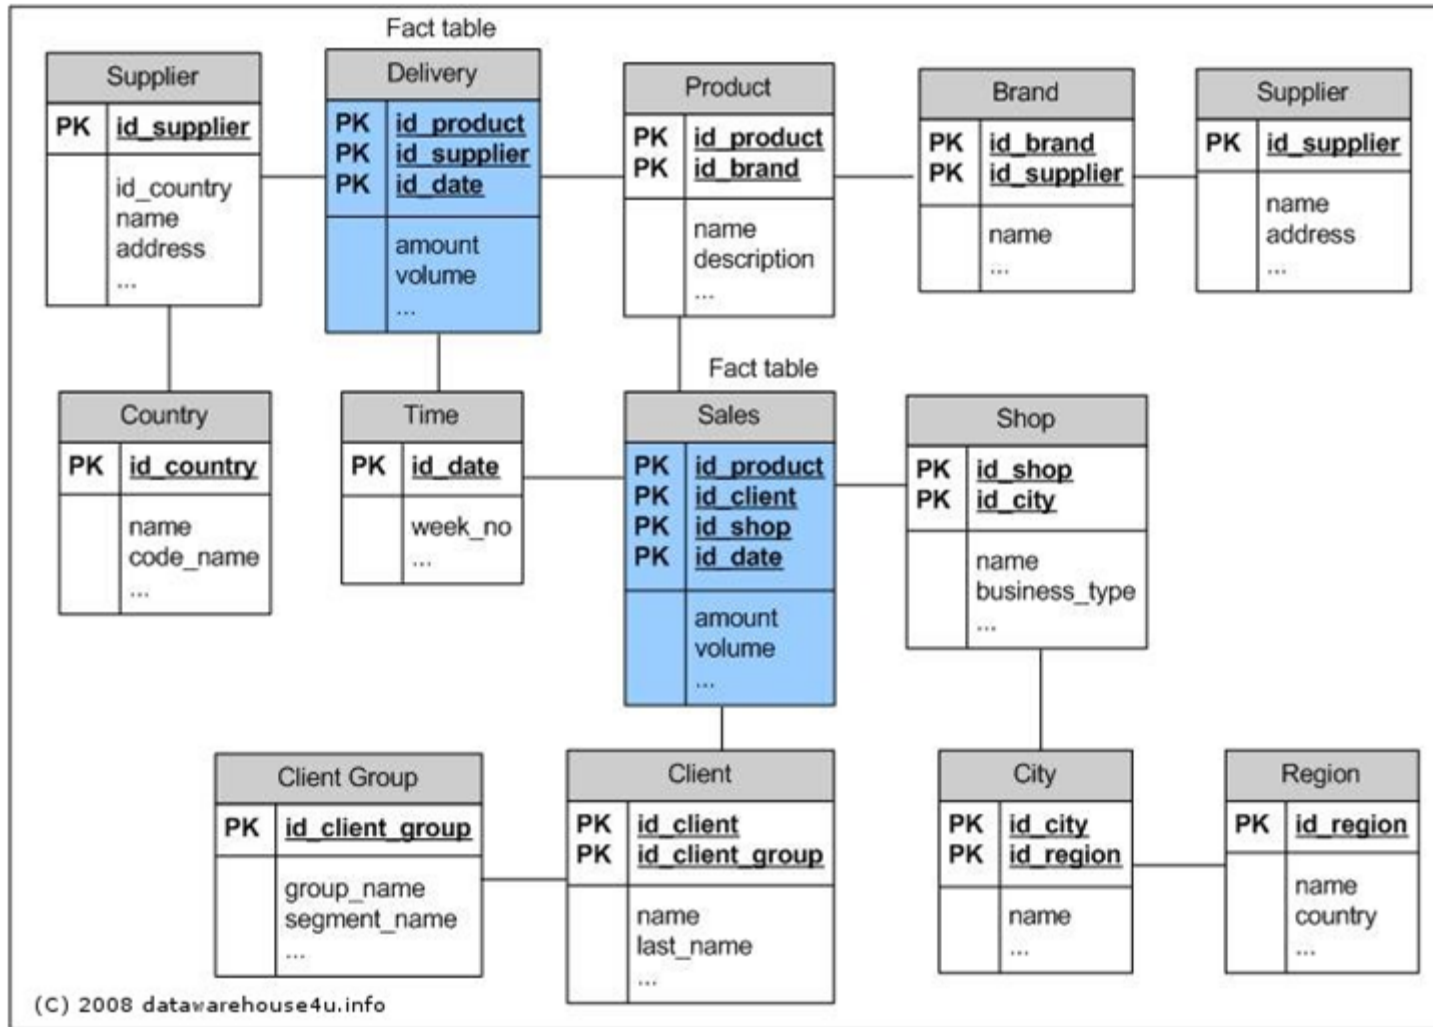 Fact table
Supplier
PK id_supplier
id_country
name
address
...
Delivery
PK id_product
PK id_supplier
PK id_date
amount
volume
...
Product
PK id_product
PK id_brand
name
description
...
Brand
PK id_brand
PK id_supplier
name
...
Supplier
PK id_supplier
name
address
...
Country
PK id_country
name
code_name
...
Time
PK id_date
week_no
...
Fact table
Sales
PK id_product
PK id_client
PK id_shop
PK id_date
amount
volume
...
Shop
PK id_shop
PK id_city
name
business_type
...
Client Group
PK id_client_group
group_name
segment_name
...
Client
PK id_client
PK id_client_group
name
last_name
...
City
PK id_city
PK id_region
name
...
Region
PK id_region
name
country
...
(C) 2008 datawarehouse4u.info